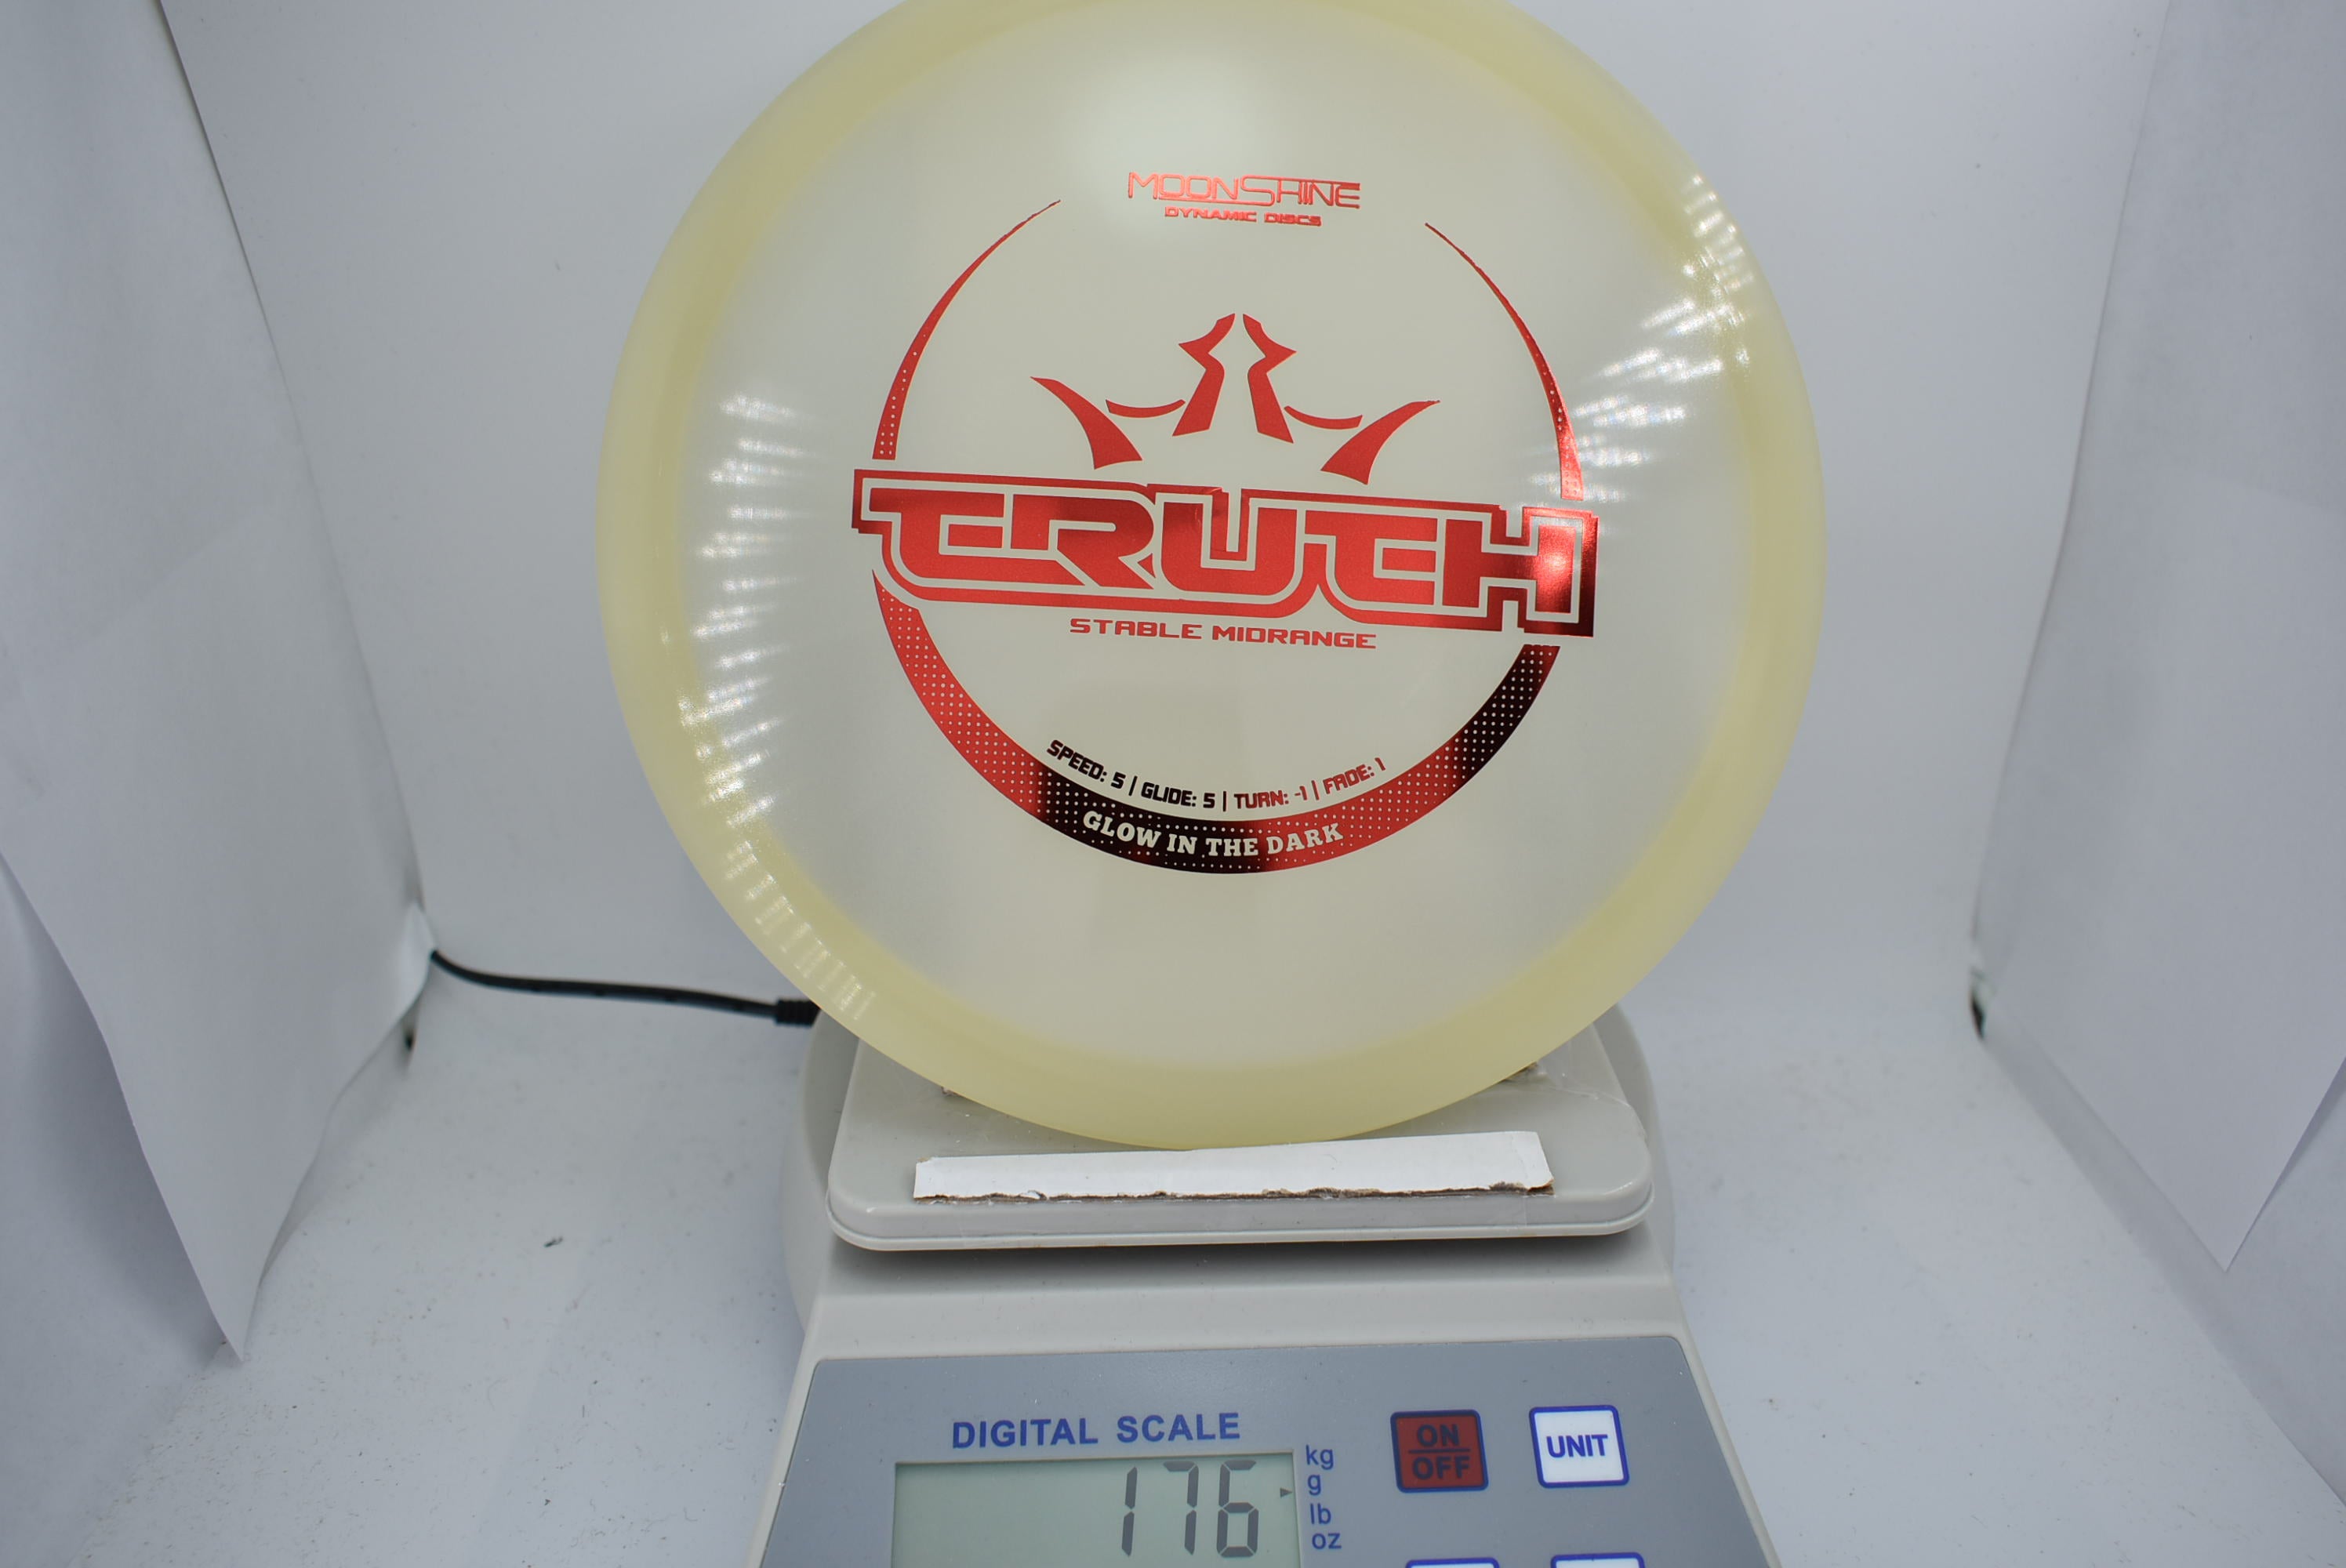 MOONSHINE
DYNAMIC DISCS
TRUTH
STABLE MIDRANGE
SPEED: 5 | GLIDE: 5 | TURN: -1 | FADE: 1
GLOW IN THE DARK
DIGITAL SCALE
176
kg
g
lb
oz
ON
OFF
UNIT